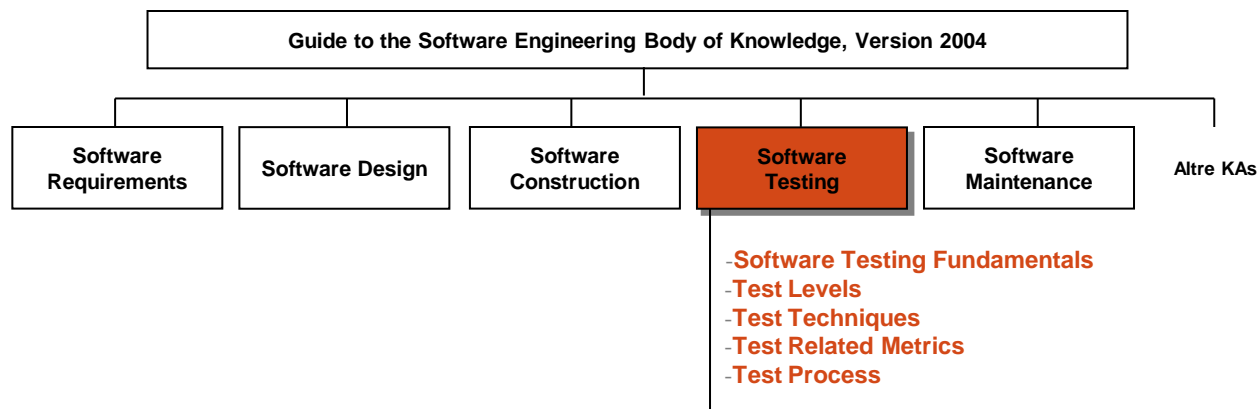 Guide to the Software Engineering Body of Knowledge, Version 2004
Software
Requirements
Software Design
Software
Construction
Software
Testing
Software
Maintenance
Altre KAs
-Software Testing Fundamentals
-Test Levels
-Test Techniques
-Test Related Metrics
-Test Process